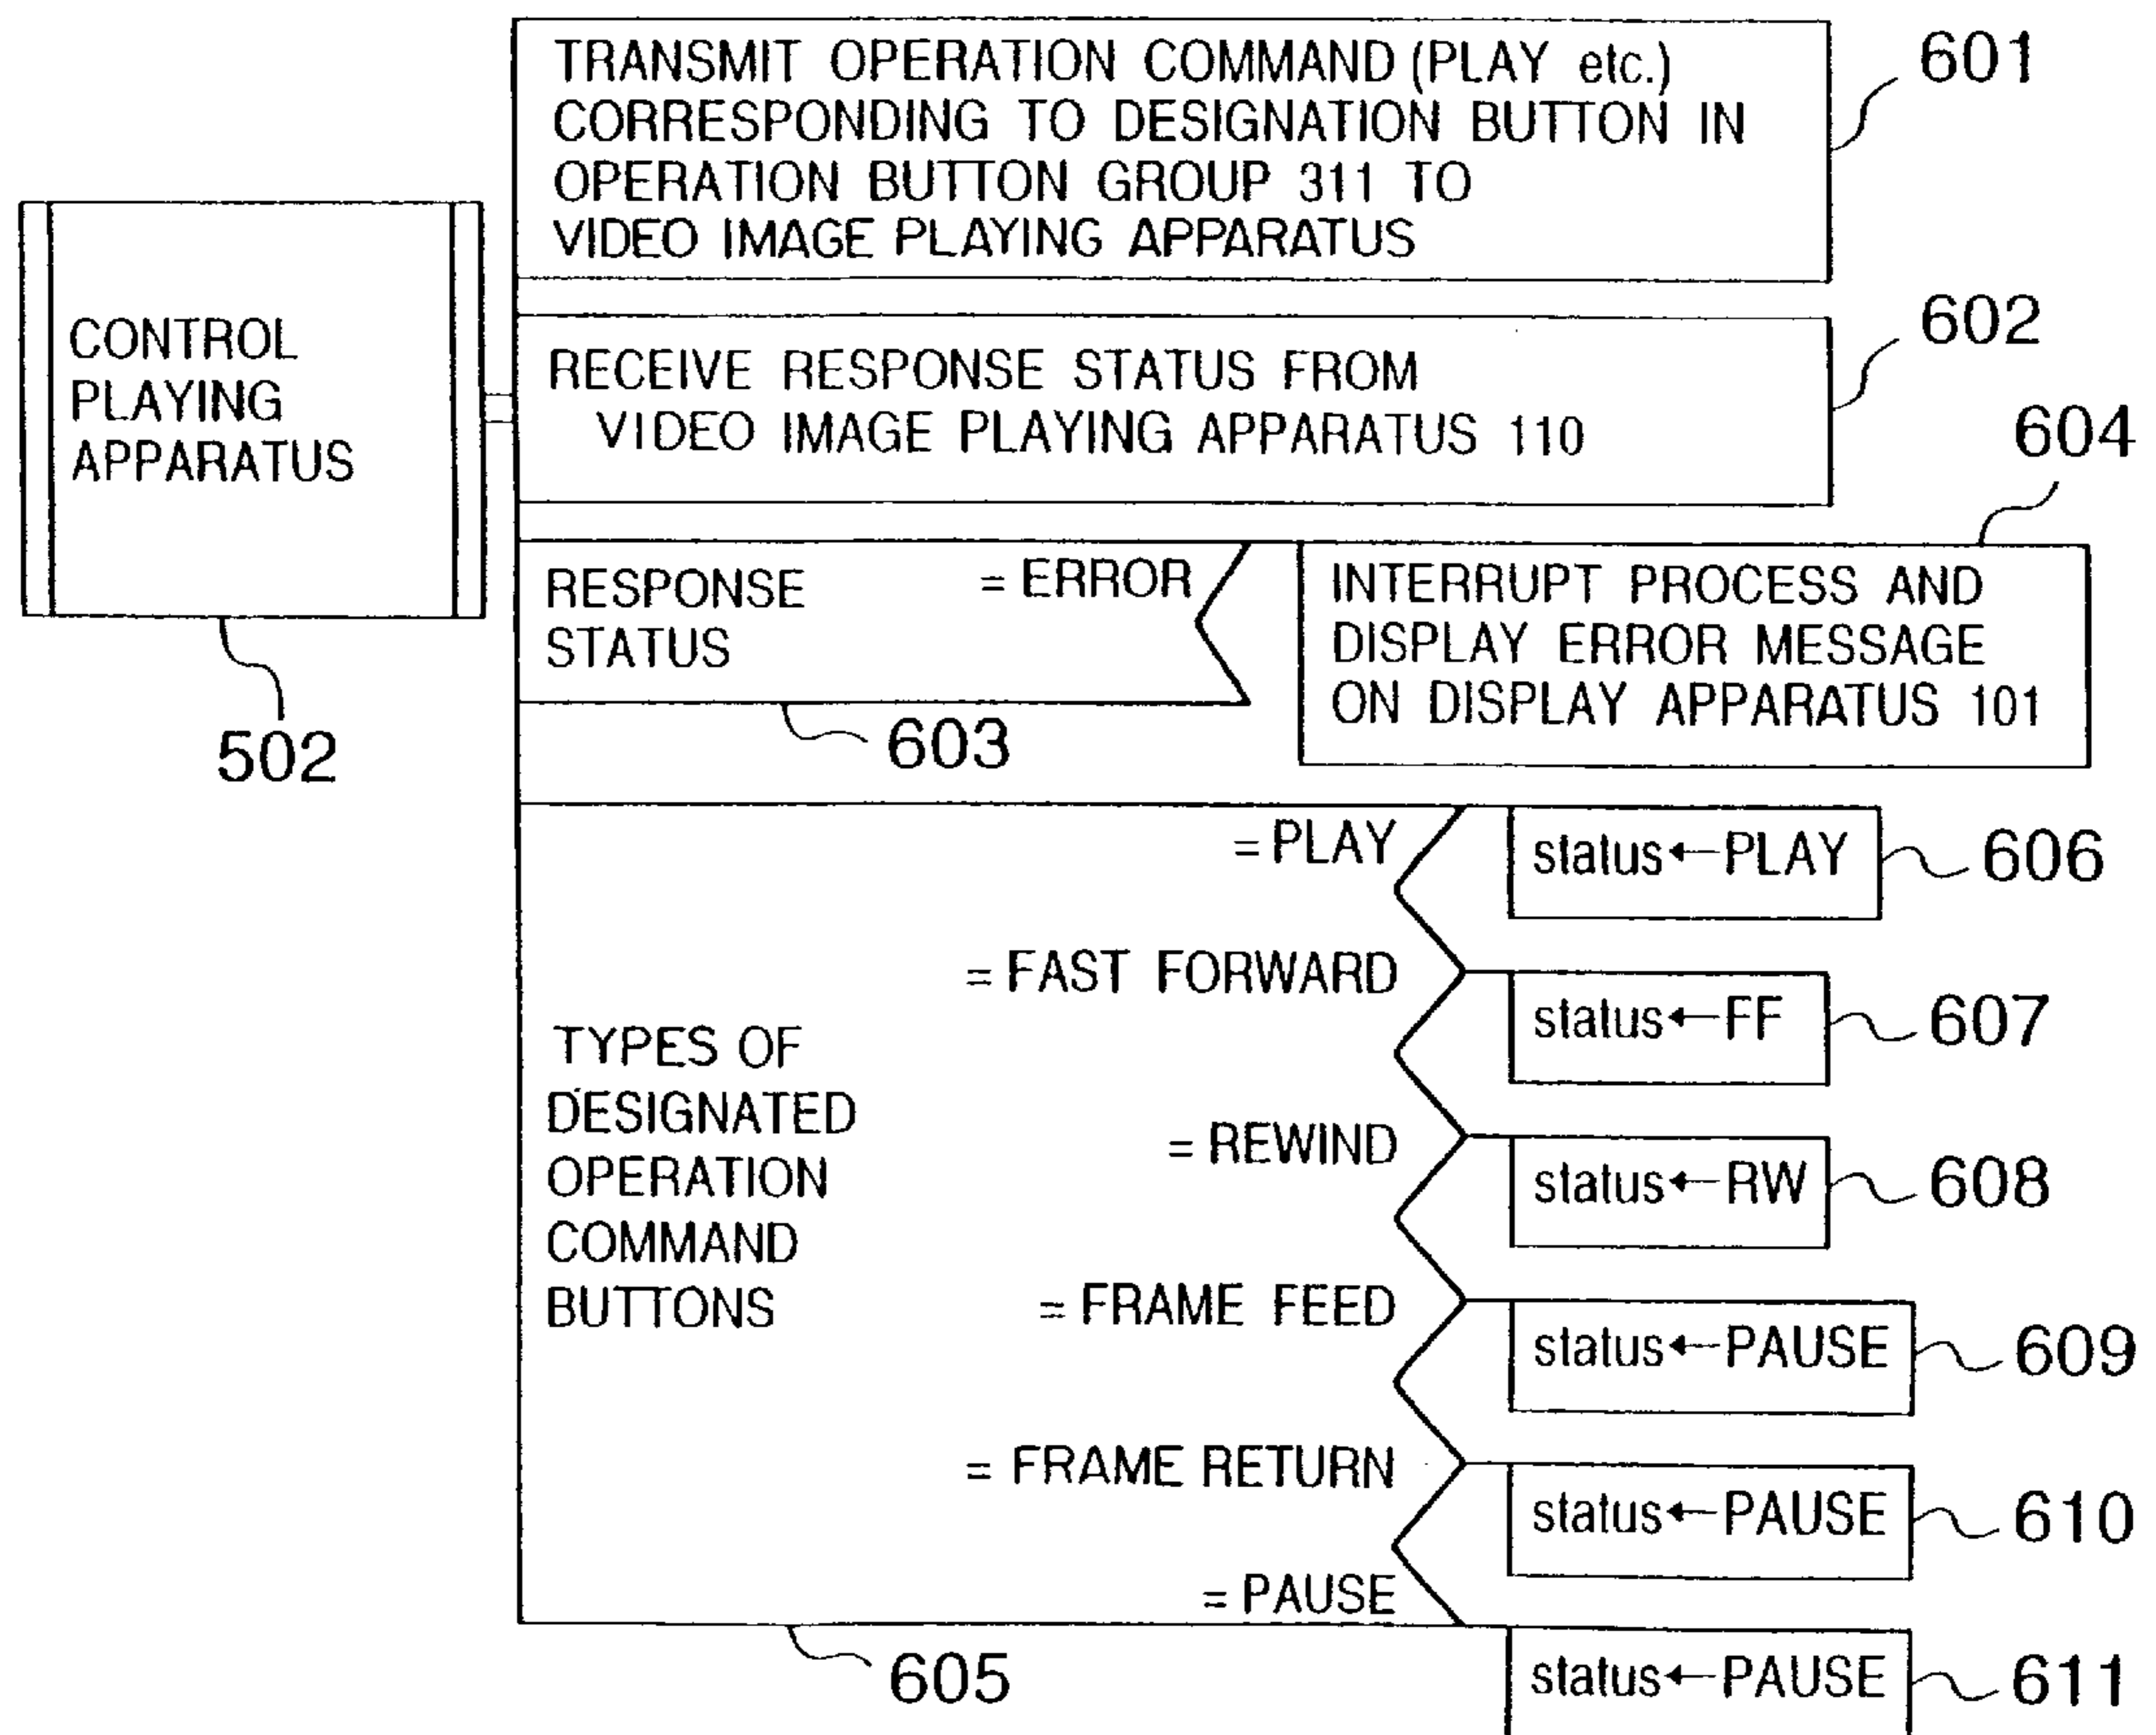 TRANSMIT OPERATION COMMAND (PLAY etc.)
CORRESPONDING TO DESIGNATION BUTTON IN
OPERATION BUTTON GROUP 311 TO
VIDEO IMAGE PLAYING APPARATUS
601
CONTROL
PLAYING
APPARATUS
502
RECEIVE RESPONSE STATUS FROM
VIDEO IMAGE PLAYING APPARATUS 110
602
RESPONSE
STATUS
= ERROR
603
INTERRUPT PROCESS AND
DISPLAY ERROR MESSAGE
ON DISPLAY APPARATUS 101
604
TYPES OF
DESIGNATED
OPERATION
COMMAND
BUTTONS
605
= PLAY
status←PLAY
606
= FAST FORWARD
status←FF
607
= REWIND
status←RW
608
= FRAME FEED
status←PAUSE
609
= FRAME RETURN
status←PAUSE
610
= PAUSE
status←PAUSE
611